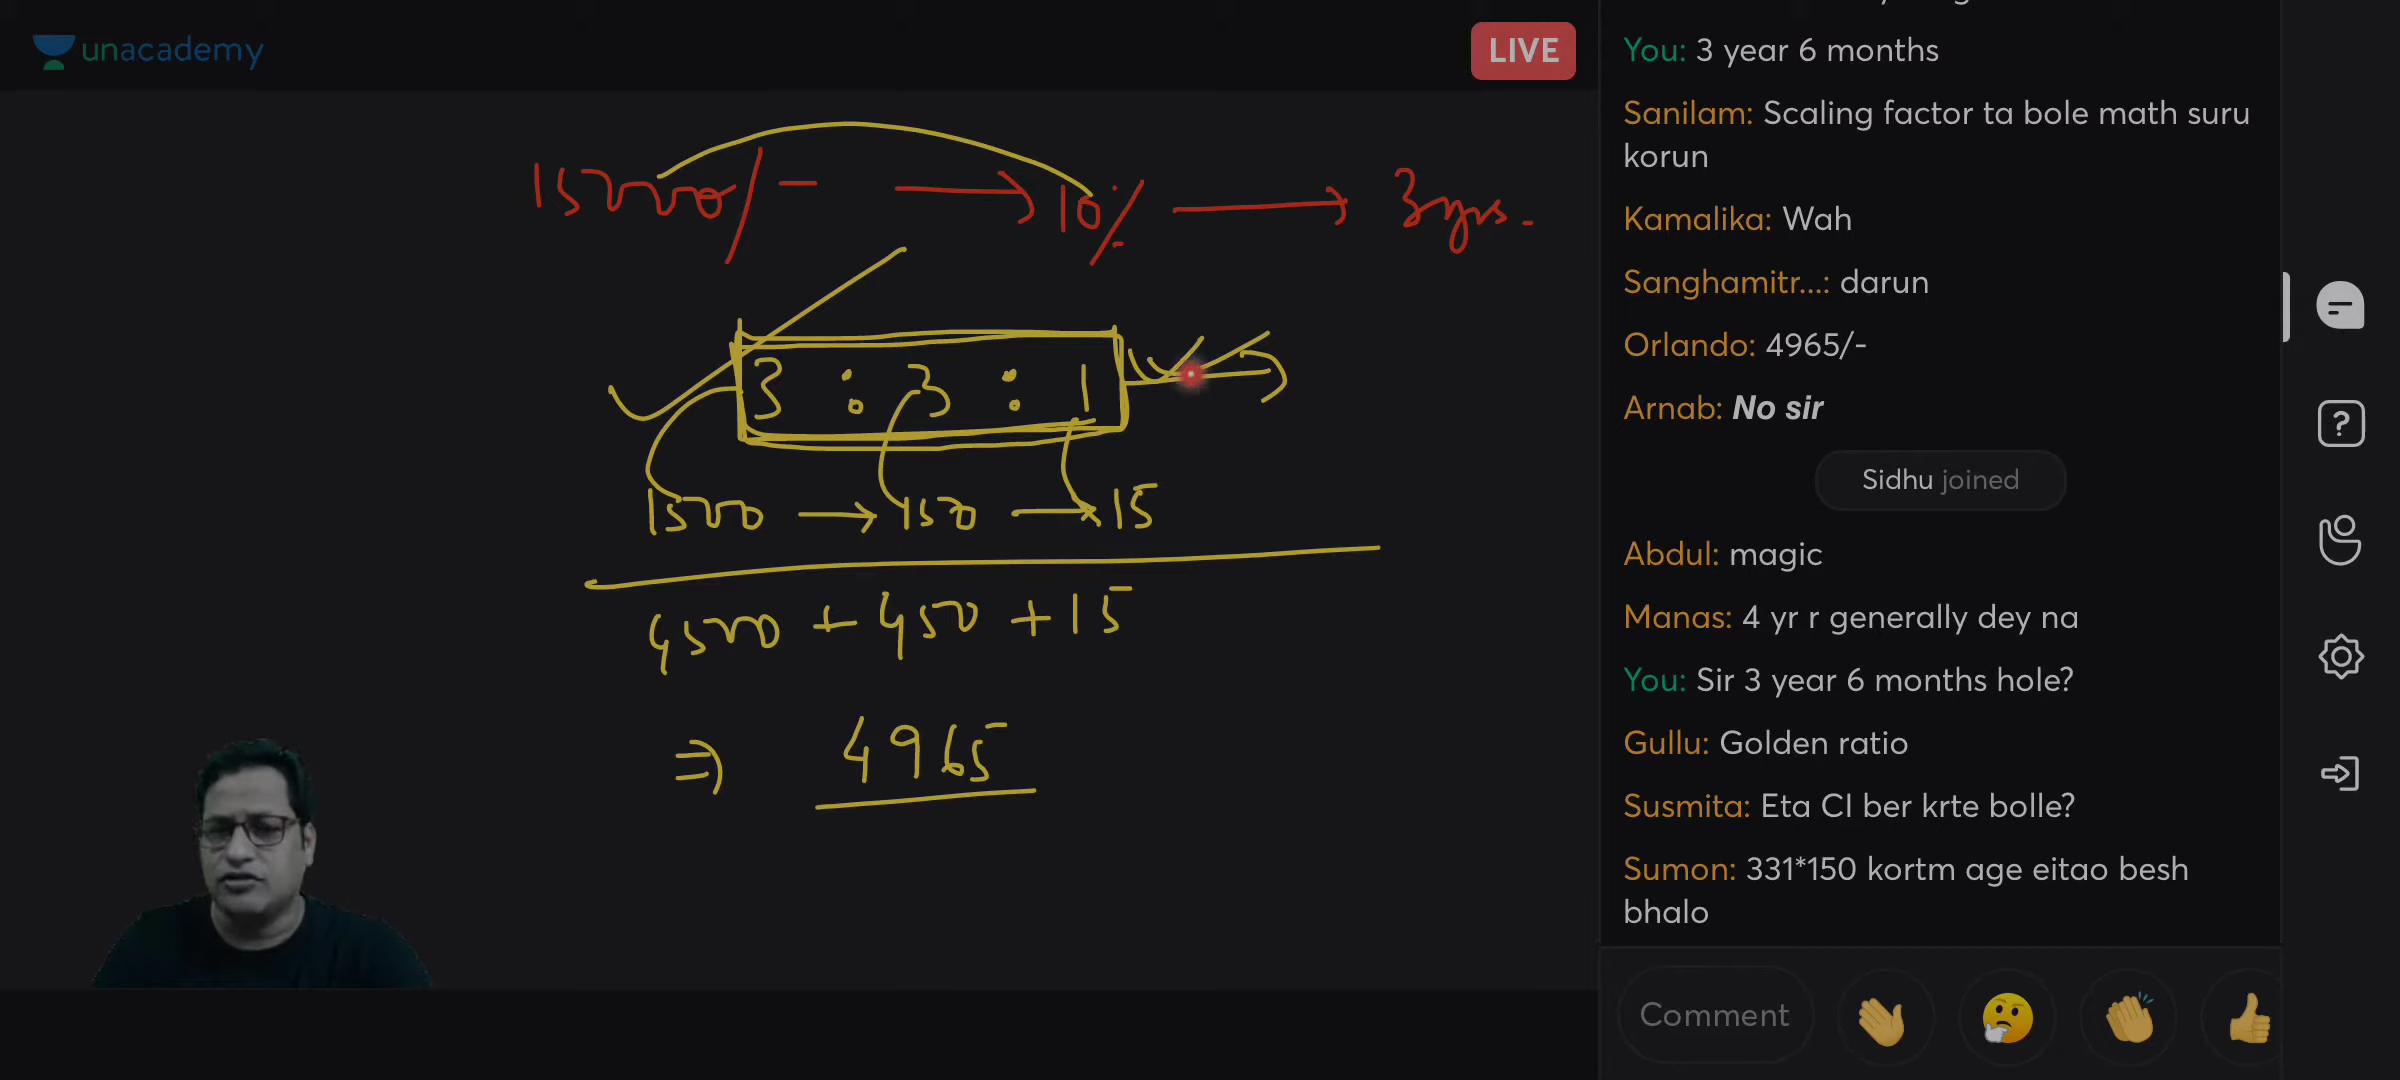 unacademy
LIVE
15000/- → 10% → 3yrs.
3 : 3 : 1
1500 → 150 → 15
4500 + 450 + 15
⇒ 4965
You: 3 year 6 months
Sanilam: Scaling factor ta bole math suru
korun
Kamalika: Wah
Sanghamitr...: darun
Orlando: 4965/-
Arnab: No sir
Sidhu joined
Abdul: magic
Manas: 4 yr r generally dey na
You: Sir 3 year 6 months hole?
Gullu: Golden ratio
Susmita: Eta CI ber krte bolle?
Sumon: 331*150 kortm age eitao besh
bhalo
Comment